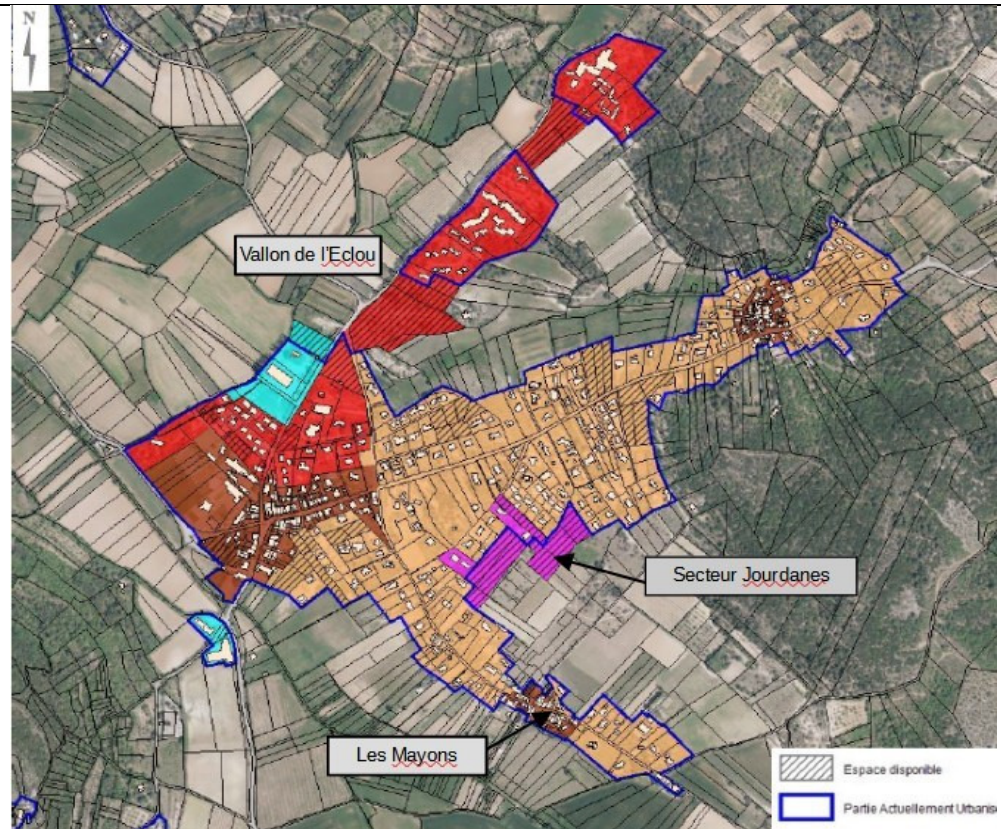 N
Vallon de l'Eclou
Secteur Jourdanes
Les Mayons
Espace disponible
Partie Actuellement Urbanis